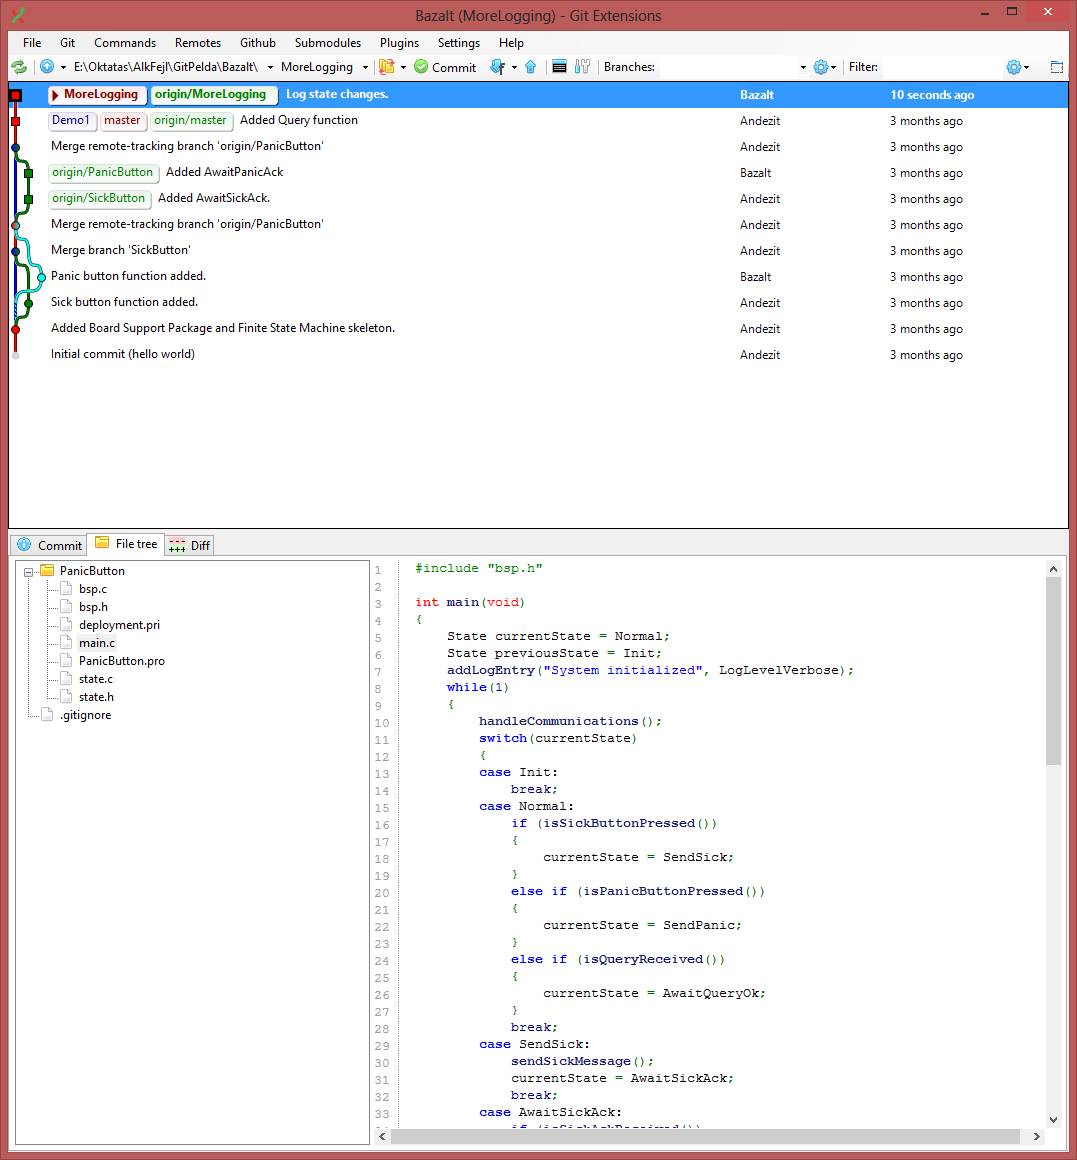 Bazalt (MoreLogging) - Git Extensions
File Git Commands Remotes Github Submodules Plugins Settings Help
E:\Oktatas\AlkFejl\GitPelda\Bazalt\ MoreLogging Commit Branches: Filter:
MoreLogging origin/MoreLogging Log state changes. Bazalt 10 seconds ago
Demo1 master origin/master Added Query function Andezit 3 months ago
Merge remote-tracking branch 'origin/PanicButton' Andezit 3 months ago
origin/PanicButton Added AwaitPanicAck Bazalt 3 months ago
origin/SickButton Added AwaitSickAck. Andezit 3 months ago
Merge remote-tracking branch 'origin/PanicButton' Andezit 3 months ago
Merge branch 'SickButton' Andezit 3 months ago
Panic button function added. Bazalt 3 months ago
Sick button function added. Andezit 3 months ago
Added Board Support Package and Finite State Machine skeleton. Andezit 3 months ago
Initial commit (hello world) Andezit 3 months ago
Commit File tree Diff
PanicButton
bsp.c
bsp.h
deployment.pri
main.c
PanicButton.pro
state.c
state.h
.gitignore
1 #include "bsp.h"
2
3 int main(void)
4 {
5 State currentState = Normal;
6 State previousState = Init;
7 addLogEntry("System initialized", LogLevelVerbose);
8 while(1)
9 {
10 handleCommunications();
11 switch(currentState)
12 {
13 case Init:
14 break;
15 case Normal:
16 if (isSickButtonPressed())
17 {
18 currentState = SendSick;
19 }
20 else if (isPanicButtonPressed())
21 {
22 currentState = SendPanic;
23 }
24 else if (isQueryReceived())
25 {
26 currentState = AwaitQueryOk;
27 }
28 break;
29 case SendSick:
30 sendSickMessage();
31 currentState = AwaitSickAck;
32 break;
33 case AwaitSickAck:
if (isSickAckReceived())